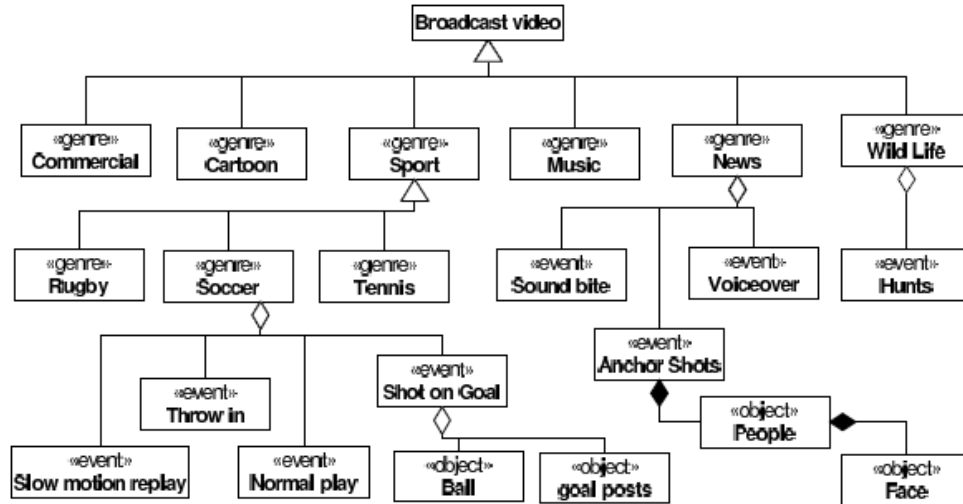 Broadcast video
«genre»
Commercial
«genre»
Cartoon
«genre»
Sport
«genre»
Music
«genre»
News
«genre»
Wild Life
«genre»
Rugby
«genre»
Soccer
«genre»
Tennis
«event»
Sound bite
«event»
Voiceover
«event»
Hunts
«event»
Throw in
«event»
Shot on Goal
«event»
Anchor Shots
«object»
People
«event»
Slow motion replay
«event»
Normal play
«object»
Ball
«object»
goal posts
«object»
Face